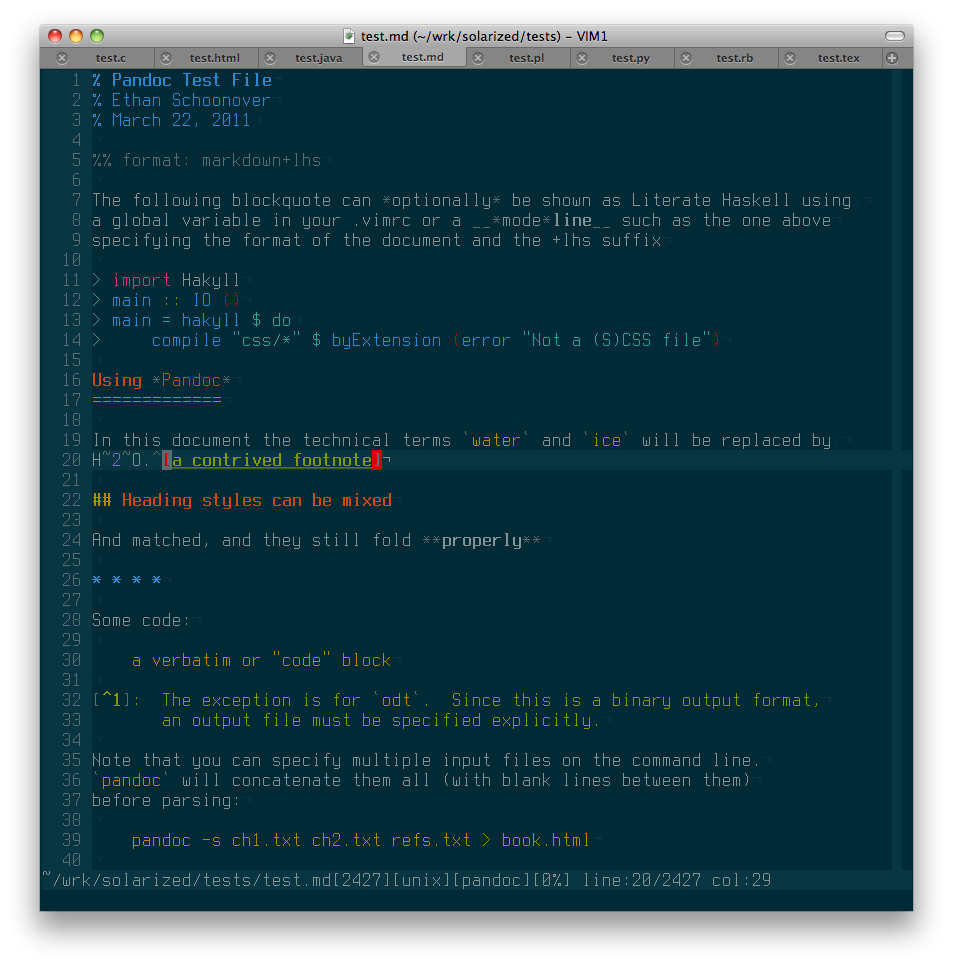 test.md (~/wrk/solarized/tests) - VIM1
test.c test.html test.java test.md test.pl test.py test.rb test.tex
1 % Pandoc Test File¬
2 % Ethan Schoonover¬
3 % March 22, 2011¬
4 ¬
5 %% format: markdown+lhs¬
6 ¬
7 The following blockquote can *optionally* be shown as Literate Haskell using¬
8 a global variable in your .vimrc or a __*mode*line__ such as the one above¬
9 specifying the format of the document and the +lhs suffix¬
10 ¬
11 > import Hakyll¬
12 > main :: IO ()¬
13 > main = hakyll $ do¬
14 >     compile "css/*" $ byExtension (error "Not a (S)CSS file")¬
15 ¬
16 Using *Pandoc*¬
17 =============¬
18 ¬
19 In this document the technical terms `water` and `ice` will be replaced by¬
20 H~2~O.^[a contrived footnote]¬
21 ¬
22 ## Heading styles can be mixed¬
23 ¬
24 And matched, and they still fold **properly**¬
25 ¬
26 * * * *¬
27 ¬
28 Some code:¬
29 ¬
30     a verbatim or "code" block¬
31 ¬
32 [^1]:  The exception is for `odt`.  Since this is a binary output format,¬
33        an output file must be specified explicitly.¬
34 ¬
35 Note that you can specify multiple input files on the command line.¬
36 `pandoc` will concatenate them all (with blank lines between them)¬
37 before parsing:¬
38 ¬
39     pandoc -s ch1.txt ch2.txt refs.txt > book.html¬
40 ¬
~/wrk/solarized/tests/test.md[2427][unix][pandoc][0%] line:20/2427 col:29